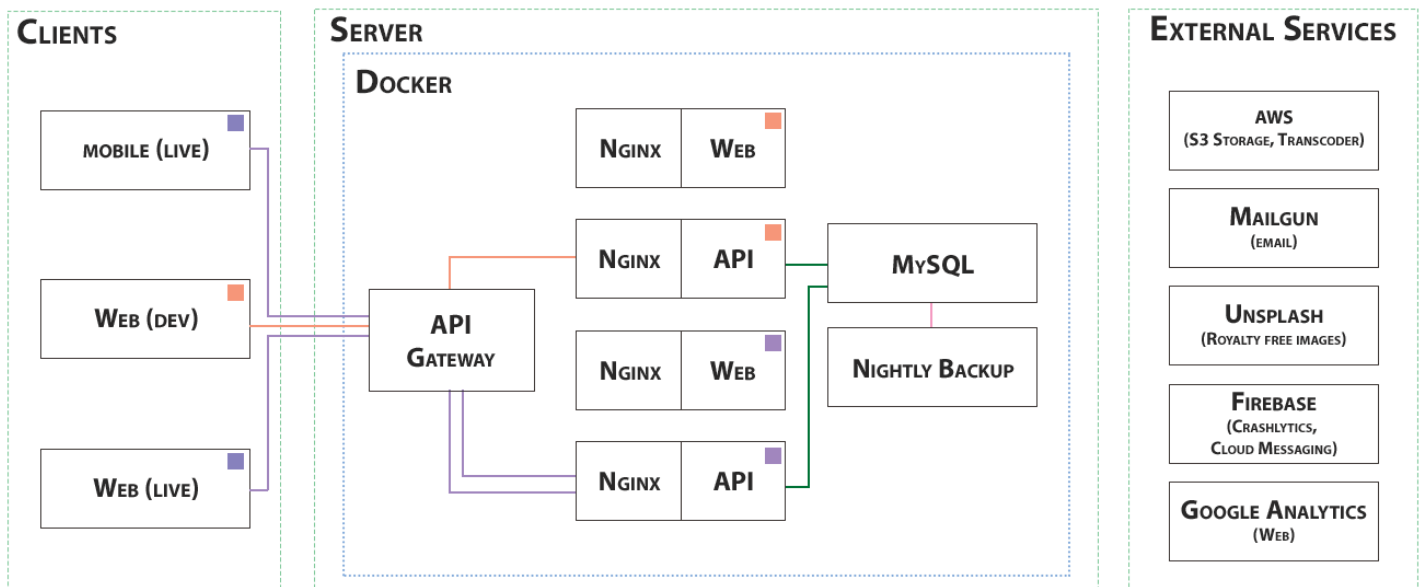 Clients
mobile (live)
Web (dev)
Web (live)
Server
Docker
API
Gateway
Nginx Web
Nginx API
Nginx Web
Nginx API
MySQL
Nightly Backup
External Services
AWS
(S3 Storage, Transcoder)
Mailgun
(email)
Unsplash
(Royalty free images)
Firebase
(Crashlytics,
Cloud Messaging)
Google Analytics
(Web)